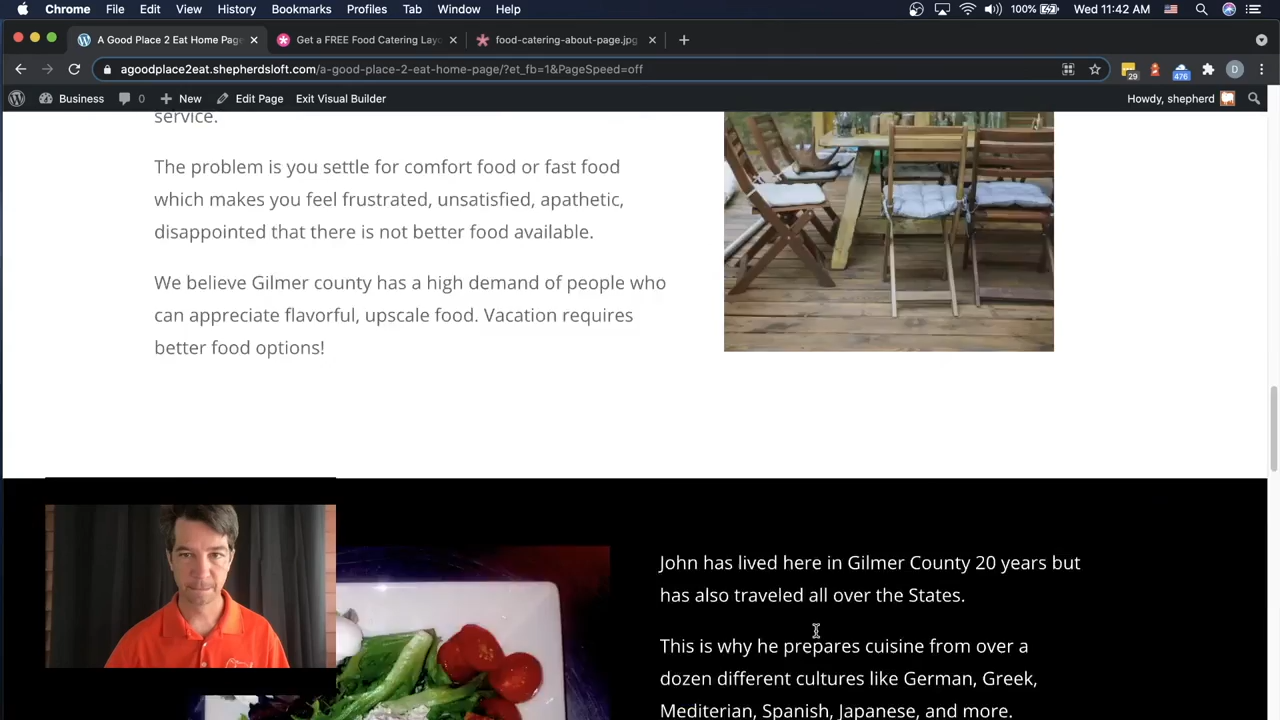 Chrome File Edit View History Bookmarks Profiles Tab Window Help 100% Wed 11:42 AM
A Good Place 2 Eat Home Pag Get a FREE Food Catering Layo food-catering-about-page.jpg
agoodplace2eat.shepherdsloft.com/a-good-place-2-eat-home-page/?et_fb=1&PageSpeed=off 29 476 D
Business 0 New Edit Page Exit Visual Builder Howdy, shepherd
service.
The problem is you settle for comfort food or fast food
which makes you feel frustrated, unsatisfied, apathetic,
disappointed that there is not better food available.
We believe Gilmer county has a high demand of people who
can appreciate flavorful, upscale food. Vacation requires
better food options!
John has lived here in Gilmer County 20 years but
has also traveled all over the States.
This is why he prepares cuisine from over a
dozen different cultures like German, Greek,
Mediterian, Spanish, Japanese, and more.